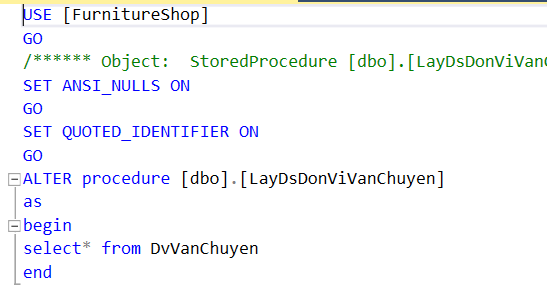 USE [FurnitureShop]
GO
/****** Object:  StoredProcedure [dbo].[LayDsDonViVanC
SET ANSI_NULLS ON
GO
SET QUOTED_IDENTIFIER ON
GO
ALTER procedure [dbo].[LayDsDonViVanChuyen]
as
begin
select* from DvVanChuyen
end